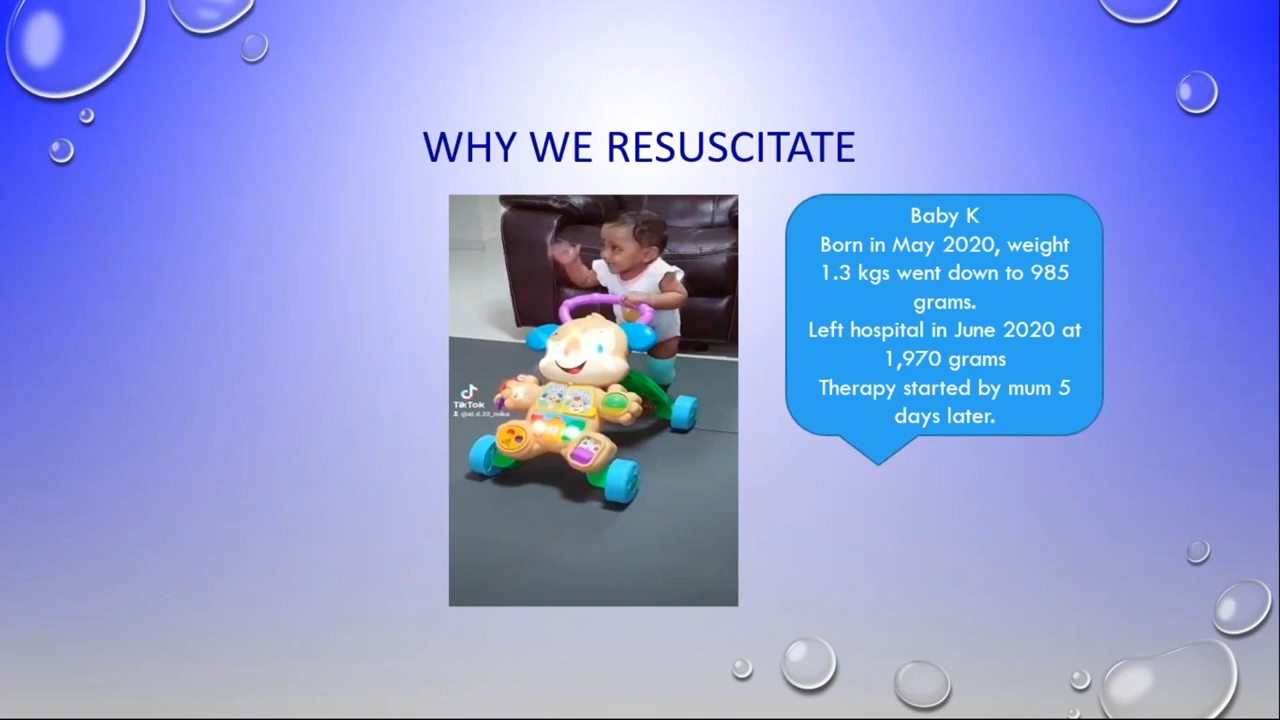 WHY WE RESUSCITATE
Baby K
Born in May 2020, weight
1.3 kgs went down to 985
grams.
Left hospital in June 2020 at
1,970 grams
Therapy started by mum 5
days later.
TikTok